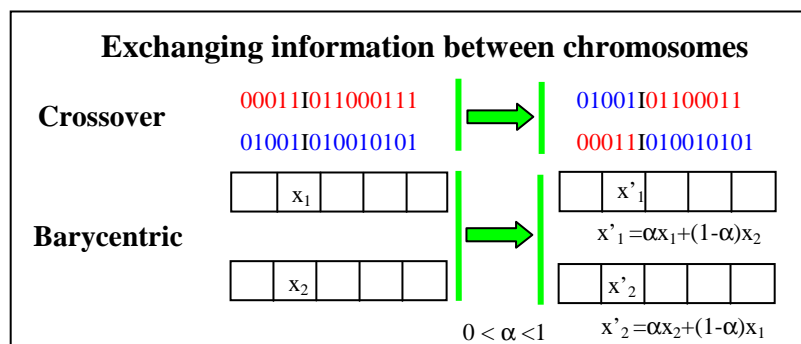 Exchanging information between chromosomes
Crossover
00011I011000111
01001I010010101
01001I01100011
00011I010010101
Barycentric
x₁
x'₁
x'₁=αx₁+(1-α)x₂
x₂
x'₂
0 < α <1
x'₂=αx₂+(1-α)x₁